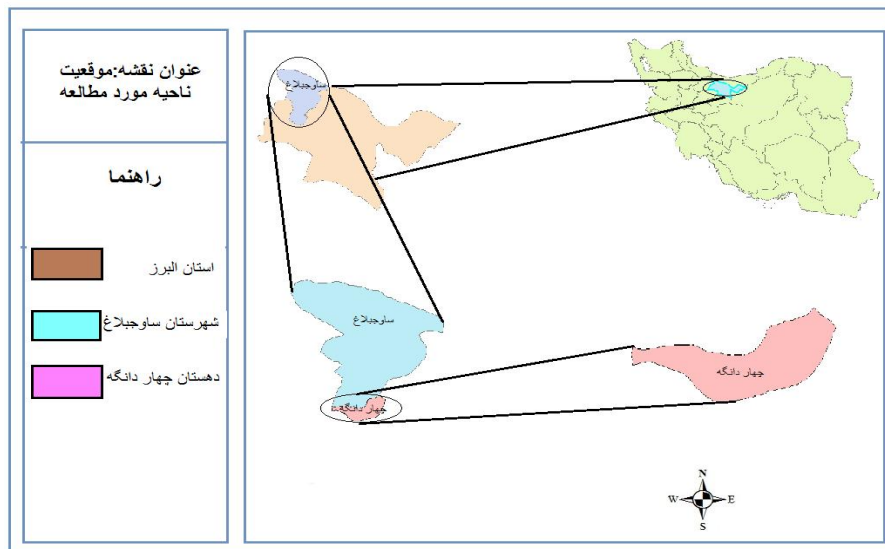 عنوان نقشه:موقعیت
ناحیه مورد مطالعه
راهنما
استان البرز
شهرستان ساوجبلاغ
دهستان چهار دانگه
ساوجبلاغ
ساوجبلاغ
چهار دانگه
چهار دانگه
N
W
E
S